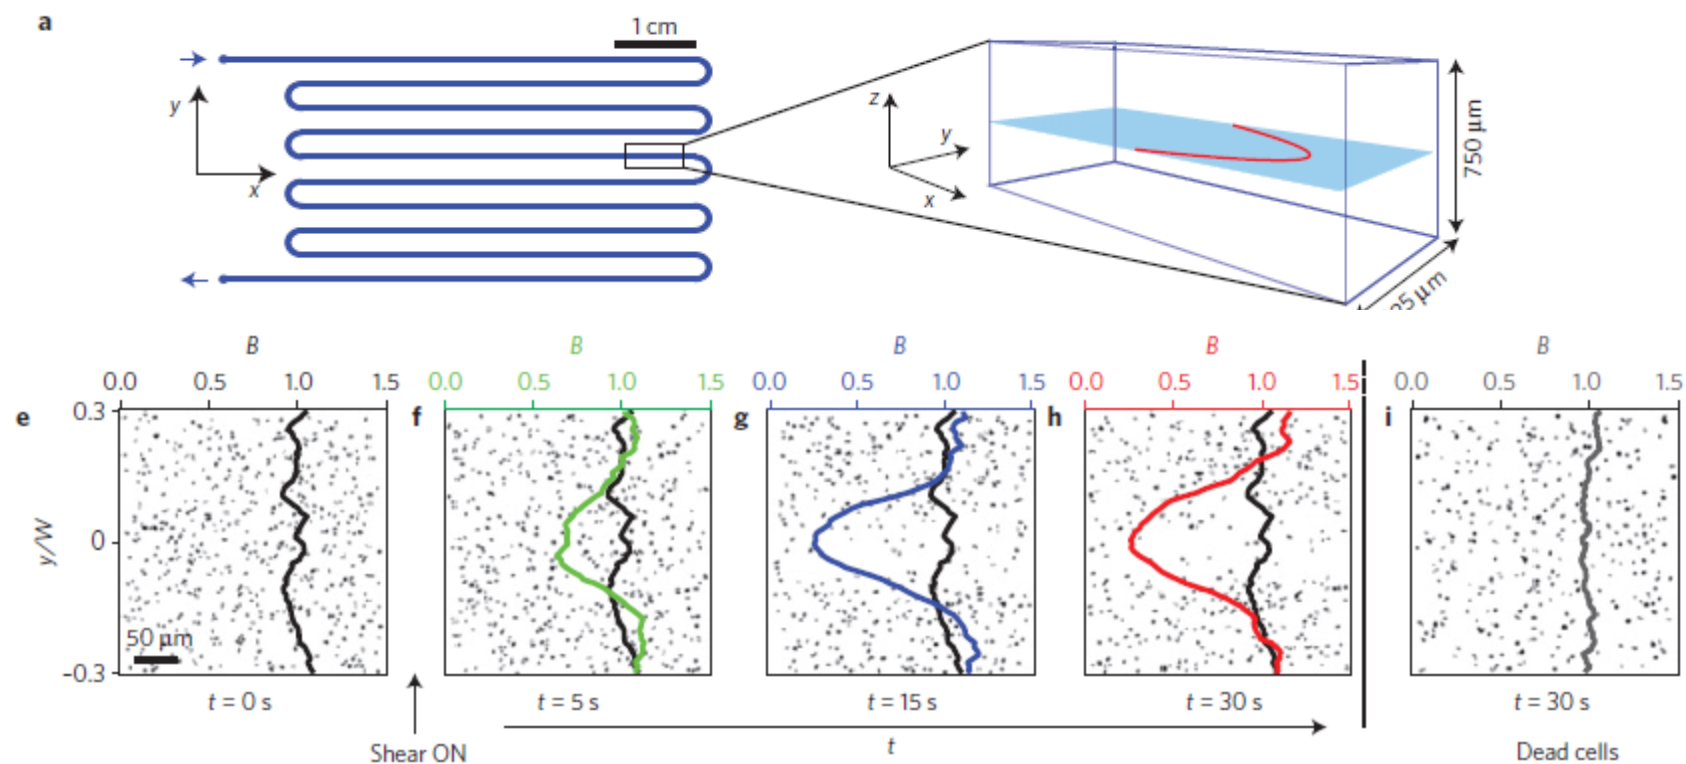 a
1 cm
y
x
z
y
x
750 μm
25 μm
B B B B B
0.0 0.5 1.0 1.5 0.0 0.5 1.0 1.5 0.0 0.5 1.0 1.5 0.0 0.5 1.0 1.5 0.0 0.5 1.0 1.5
e f g h i
0.3
0
-0.3
y/W
50 μm
t = 0 s t = 5 s t = 15 s t = 30 s t = 30 s
Shear ON
t
Dead cells